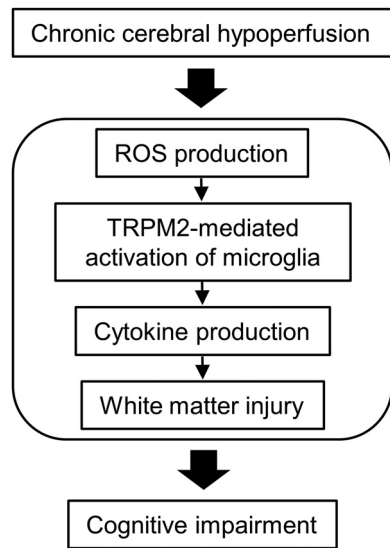 Chronic cerebral hypoperfusion
ROS production
TRPM2-mediated
activation of microglia
Cytokine production
White matter injury
Cognitive impairment